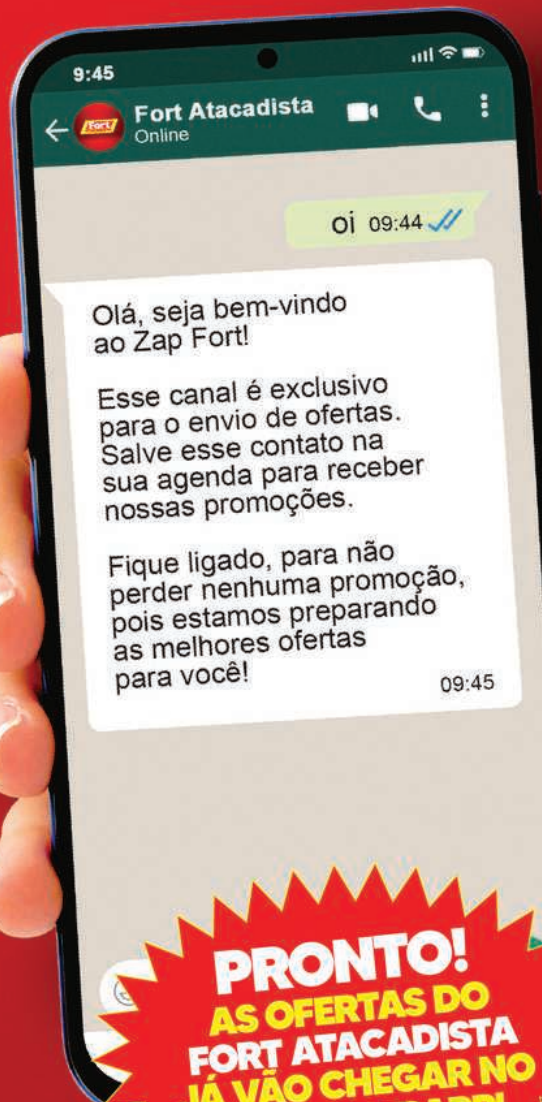 9:45
Fort
Fort Atacadista
Online
oi 09:44
Olá, seja bem-vindo
ao Zap Fort!
Esse canal é exclusivo
para o envio de ofertas.
Salve esse contato na
sua agenda para receber
nossas promoções.
Fique ligado, para não
perder nenhuma promoção,
pois estamos preparando
as melhores ofertas
para você!
09:45
PRONTO!
AS OFERTAS DO
FORT ATACADISTA
JÁ VÃO CHEGAR NO